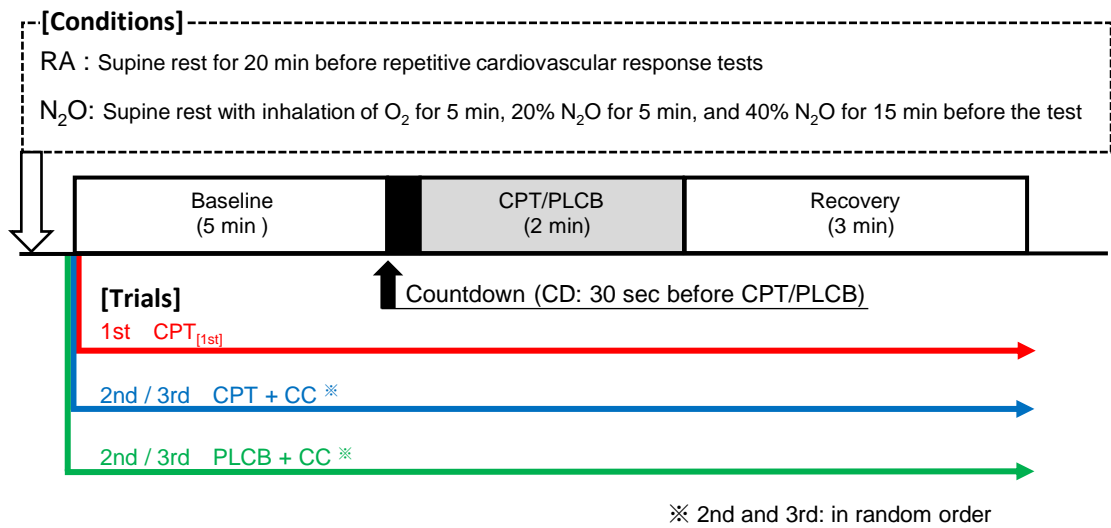 [Conditions]
RA : Supine rest for 20 min before repetitive cardiovascular response tests
N₂O: Supine rest with inhalation of O₂ for 5 min, 20% N₂O for 5 min, and 40% N₂O for 15 min before the test
Baseline
(5 min )
CPT/PLCB
(2 min)
Recovery
(3 min)
Countdown (CD: 30 sec before CPT/PLCB)
[Trials]
1st CPT[1st]
2nd / 3rd CPT + CC ※
2nd / 3rd PLCB + CC ※
※ 2nd and 3rd: in random order